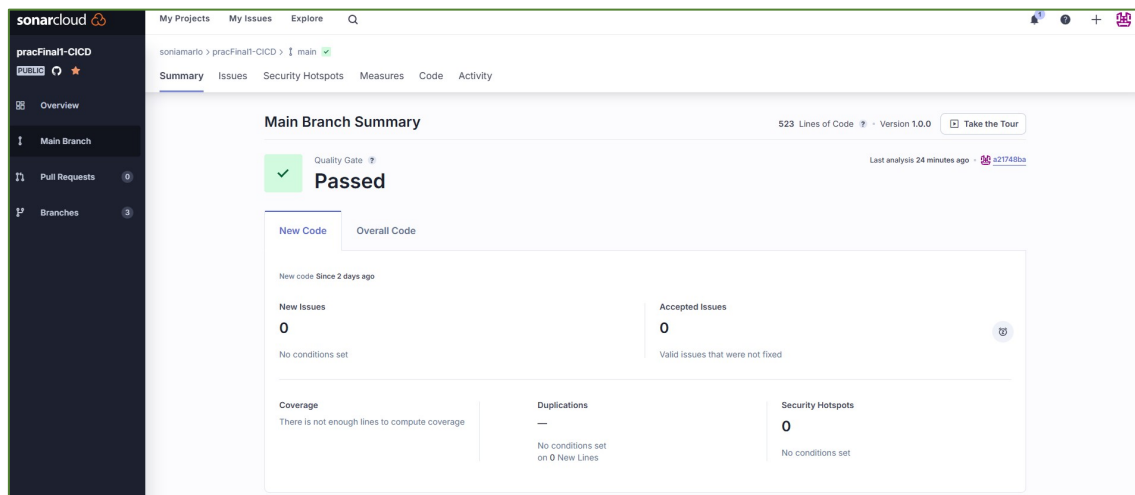 sonarcloud
My Projects My Issues Explore
1
pracFinal1-CICD
PUBLIC
Overview
Main Branch
Pull Requests 0
Branches 3
soniamarlo > pracFinal1-CICD > main
Summary Issues Security Hotspots Measures Code Activity
Main Branch Summary
523 Lines of Code ? • Version 1.0.0
Take the Tour
Quality Gate ?
Passed
Last analysis 24 minutes ago • a21748ba
New Code Overall Code
New code Since 2 days ago
New Issues
0
No conditions set
Accepted Issues
0
Valid issues that were not fixed
Coverage
There is not enough lines to compute coverage
Duplications
—
No conditions set
on 0 New Lines
Security Hotspots
0
No conditions set